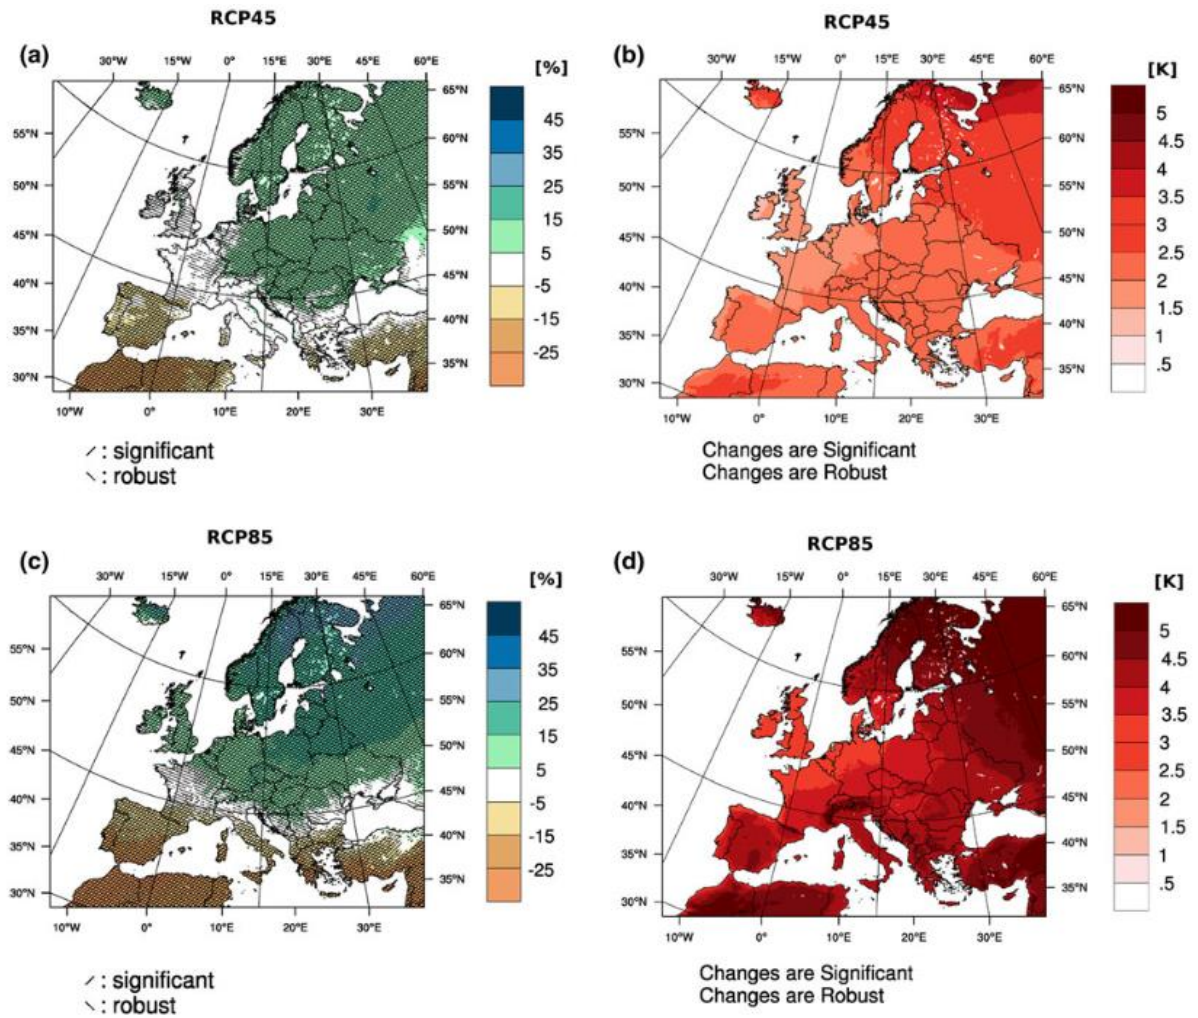 RCP45
(a)
30°W 15°W 0° 15°E 30°E 45°E 60°E
[%]
65°N
60°N
55°N
50°N
45°N
40°N
35°N
55°N
50°N
45°N
40°N
35°N
30°N
10°W 0° 10°E 20°E 30°E
45
35
25
15
5
-5
-15
-25
⟋ : significant
⟍ : robust
RCP45
(b)
30°W 15°W 0° 15°E 30°E 45°E 60°E
[K]
65°N
60°N
55°N
50°N
45°N
40°N
35°N
55°N
50°N
45°N
40°N
35°N
30°N
10°W 0° 10°E 20°E 30°E
5
4.5
4
3.5
3
2.5
2
1.5
1
.5
Changes are Significant
Changes are Robust
RCP85
(c)
30°W 15°W 0° 15°E 30°E 45°E 60°E
[%]
65°N
60°N
55°N
50°N
45°N
40°N
35°N
55°N
50°N
45°N
40°N
35°N
30°N
10°W 0° 10°E 20°E 30°E
45
35
25
15
5
-5
-15
-25
⟋ : significant
⟍ : robust
RCP85
(d)
30°W 15°W 0° 15°E 30°E 45°E 60°E
[K]
65°N
60°N
55°N
50°N
45°N
40°N
35°N
55°N
50°N
45°N
40°N
35°N
30°N
10°W 0° 10°E 20°E 30°E
5
4.5
4
3.5
3
2.5
2
1.5
1
.5
Changes are Significant
Changes are Robust